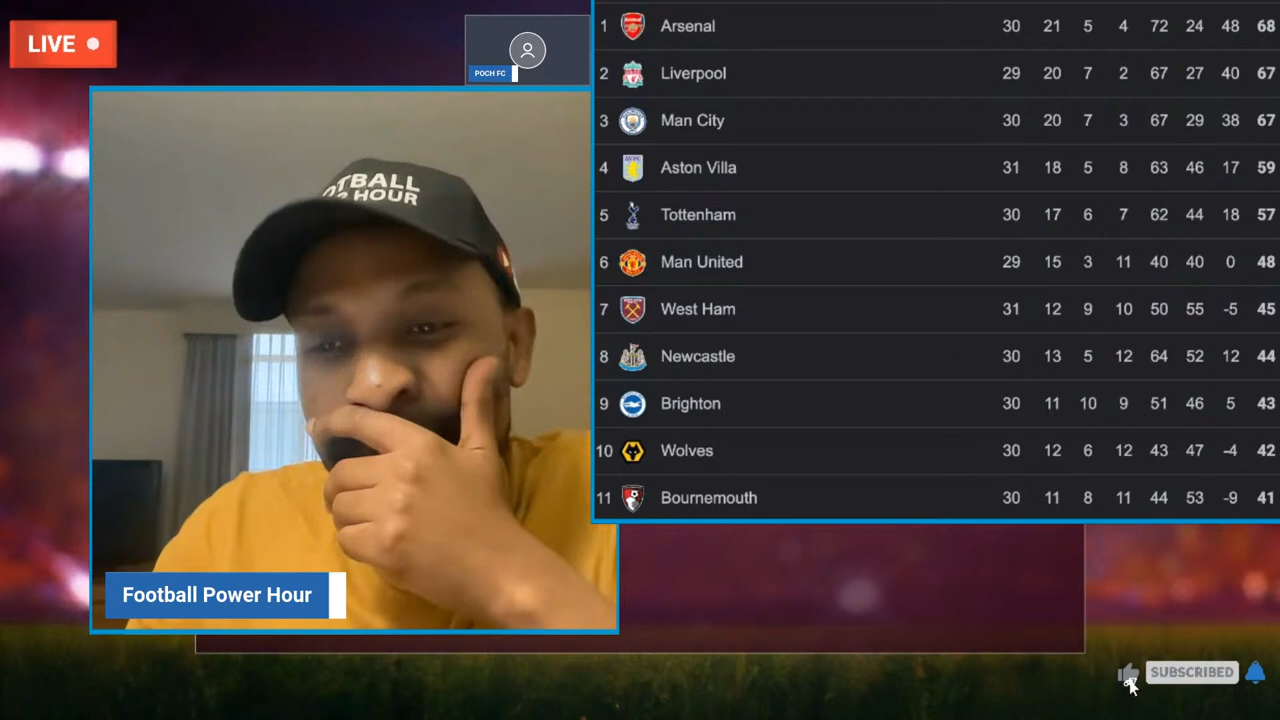 LIVE
POCH FC
OTBALL
HOUR
Football Power Hour
1 Arsenal 30 21 5 4 72 24 48 68
2 Liverpool 29 20 7 2 67 27 40 67
3 Man City 30 20 7 3 67 29 38 67
4 Aston Villa 31 18 5 8 63 46 17 59
5 Tottenham 30 17 6 7 62 44 18 57
6 Man United 29 15 3 11 40 40 0 48
7 West Ham 31 12 9 10 50 55 -5 45
8 Newcastle 30 13 5 12 64 52 12 44
9 Brighton 30 11 10 9 51 46 5 43
10 Wolves 30 12 6 12 43 47 -4 42
11 Bournemouth 30 11 8 11 44 53 -9 41
SUBSCRIBED